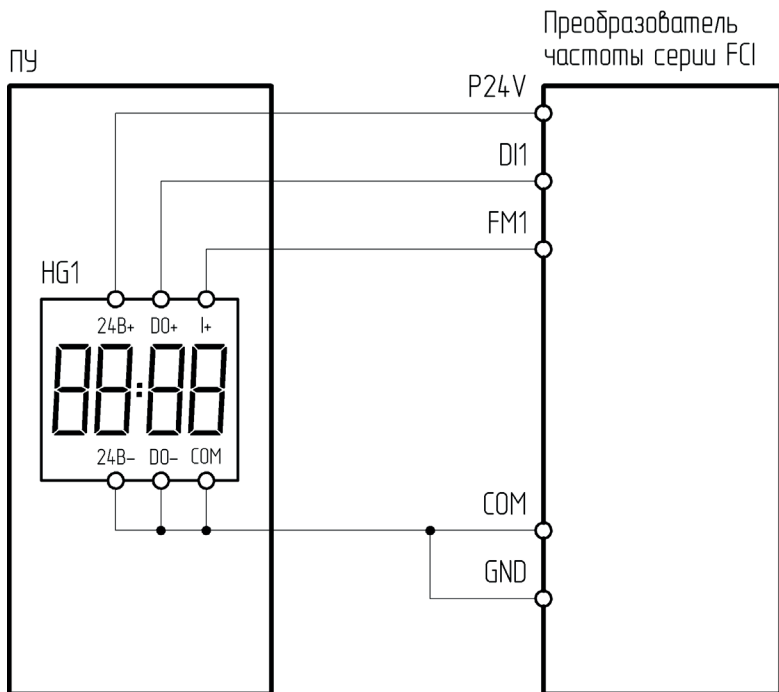 Преобразователь
частоты серии FCI
ПУ
P24V
DI1
FM1
HG1
24В+ DO+ I+
88:88
24В- DO- COM
COM
GND